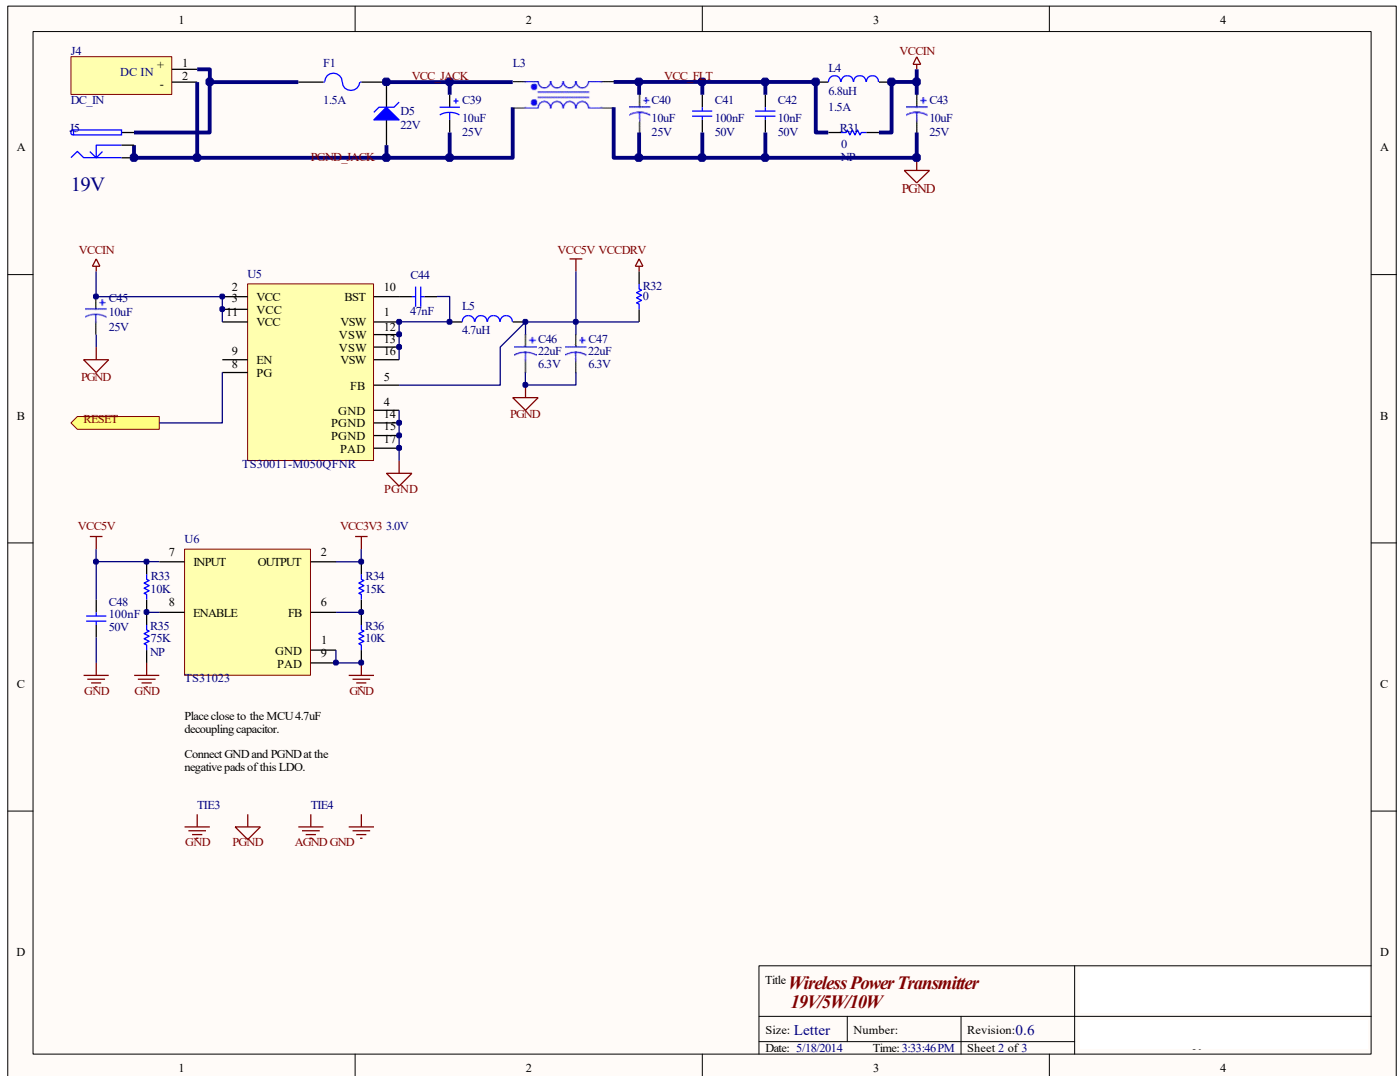 1 2 3 4
A A
B B
C C
D D
1 2 3 4
J4
DC IN
+
-
1
2
DC_IN
J5
19V
F1
1.5A
VCC_JACK
D5
22V
C39
10uF
25V
PGND_JACK
L3
VCC_FLT
C40
10uF
25V
C41
100nF
50V
C42
10nF
50V
L4
6.8uH
1.5A
R31
0
NP
VCCIN
C43
10uF
25V
PGND
VCCIN
C45
10uF
25V
PGND
RESET
U5
2 VCC
3 VCC
11 VCC
9 EN
8 PG
BST 10
VSW 1
VSW 12
VSW 13
VSW 16
FB 5
GND 4
PGND 14
PGND 15
PAD 17
TS30011-M050QFNR
PGND
C44
47nF
L5
4.7uH
VCC5V VCCDRV
R32
0
C46
22uF
6.3V
C47
22uF
6.3V
PGND
VCC5V
C48
100nF
50V
GND
R33
10K
R35
75K
NP
GND
U6
7 INPUT
8 ENABLE
OUTPUT 2
FB 6
GND 1
PAD 9
TS31023
VCC3V3 3.0V
R34
15K
R36
10K
GND
Place close to the MCU 4.7uF
decoupling capacitor.
Connect GND and PGND at the
negative pads of this LDO.
TIE3
GND PGND
TIE4
AGND GND
Title Wireless Power Transmitter
19V/5W/10W
Size: Letter Number: Revision:0.6
Date: 5/18/2014 Time: 3:33:46 PM Sheet 2 of 3
- -